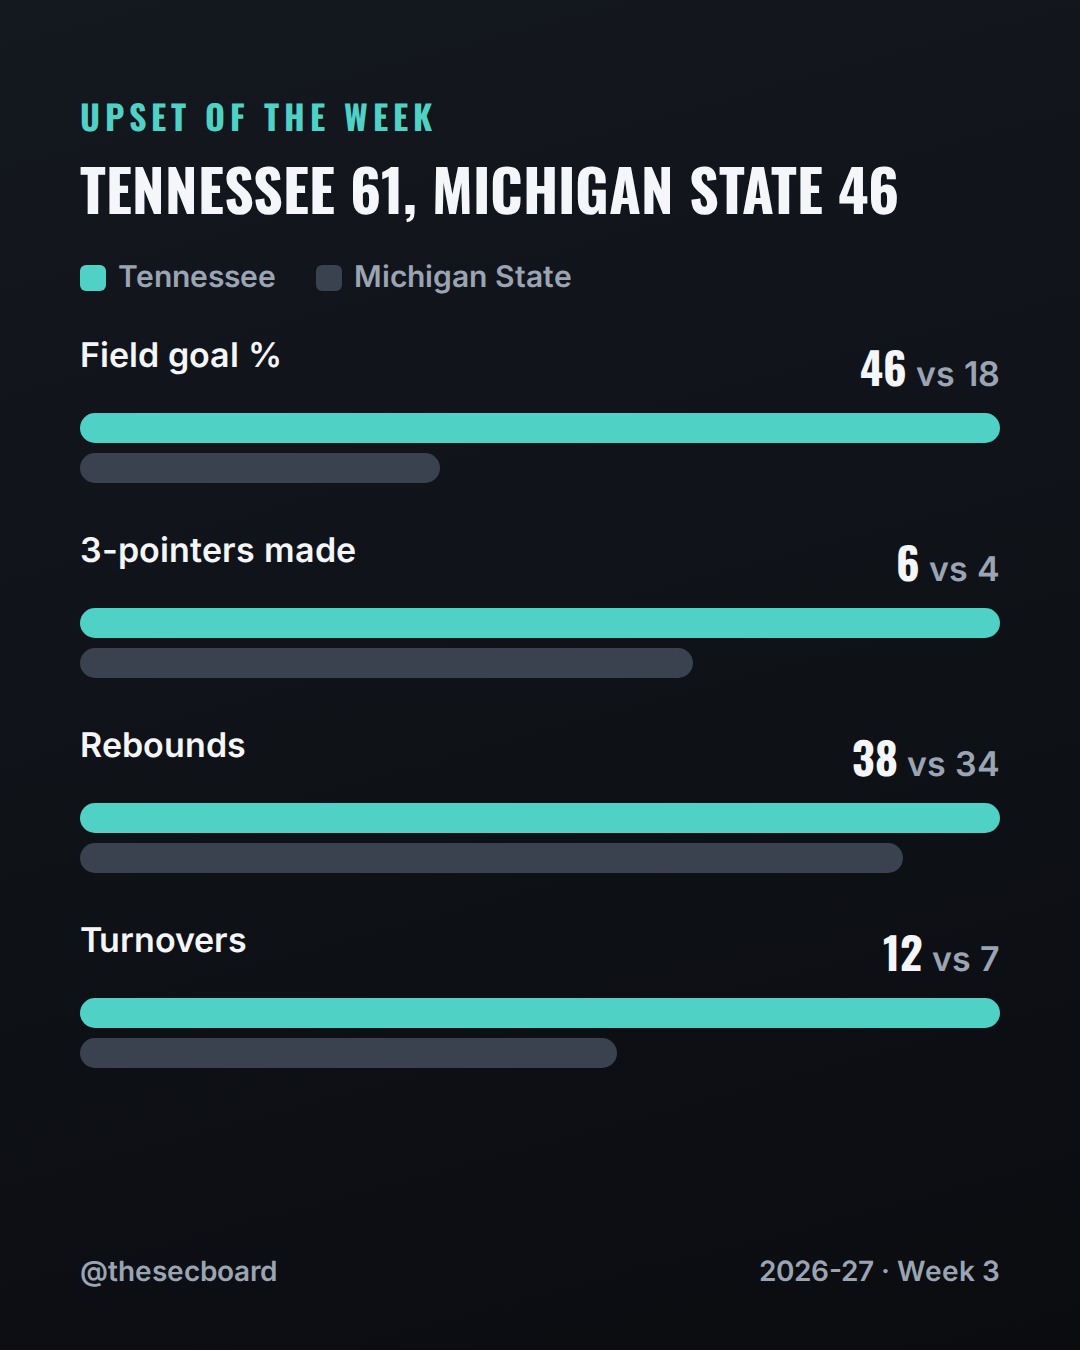 UPSET OF THE WEEK
TENNESSEE 61, MICHIGAN STATE 46
Tennessee Michigan State
Field goal % 46 vs 18
3-pointers made 6 vs 4
Rebounds 38 vs 34
Turnovers 12 vs 7
@thesecboard 2026-27 · Week 3